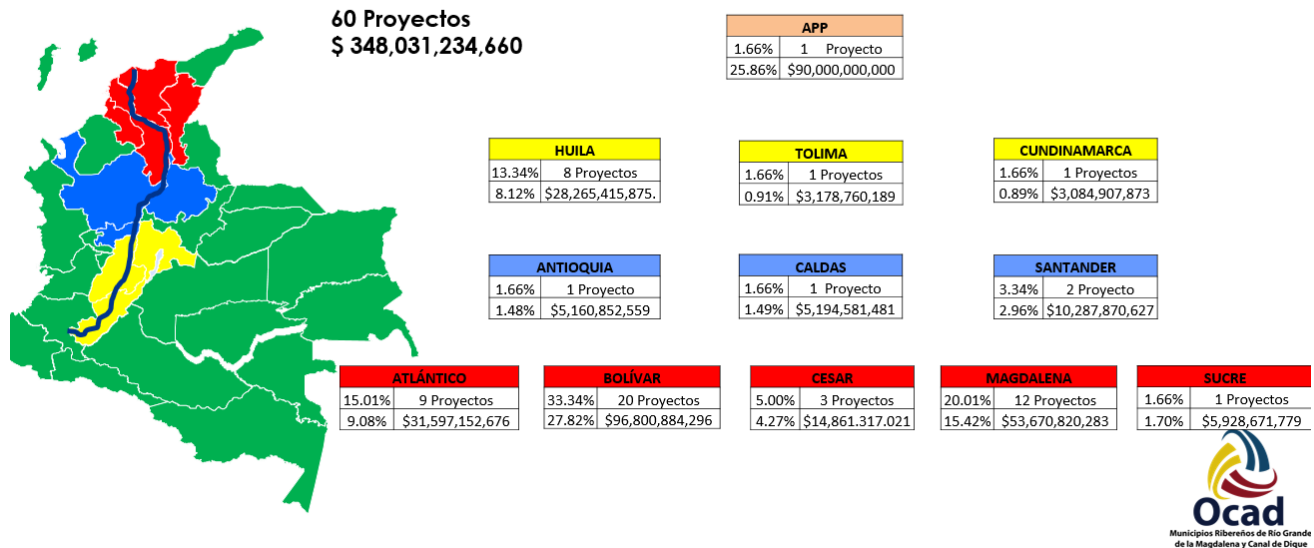 60 Proyectos
$ 348,031,234,660
APP
1.66% 1 Proyecto
25.86% $90,000,000,000
HUILA
13.34% 8 Proyectos
8.12% $28,265,415,875.
TOLIMA
1.66% 1 Proyectos
0.91% $3,178,760,189
CUNDINAMARCA
1.66% 1 Proyectos
0.89% $3,084,907,873
ANTIOQUIA
1.66% 1 Proyecto
1.48% $5,160,852,559
CALDAS
1.66% 1 Proyecto
1.49% $5,194,581,481
SANTANDER
3.34% 2 Proyecto
2.96% $10,287,870,627
ATLÁNTICO
15.01% 9 Proyectos
9.08% $31,597,152,676
BOLÍVAR
33.34% 20 Proyectos
27.82% $96,800,884,296
CESAR
5.00% 3 Proyectos
4.27% $14,861.317.021
MAGDALENA
20.01% 12 Proyectos
15.42% $53,670,820,283
SUCRE
1.66% 1 Proyectos
1.70% $5,928,671,779
Ocad
Municipios Ribereños de Río Grande
de la Magdalena y Canal de Dique